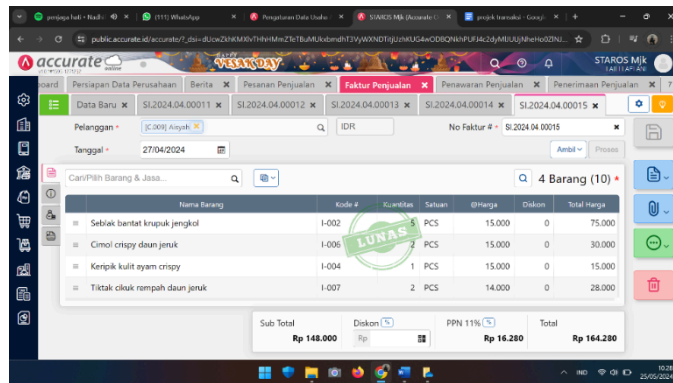 penjaga hati - Nadhi
(111) WhatsApp
Pengaturan Data Usaha
STAROS Mjk (Accurate O
projek transaksi - Google
public.accurate.id/accurate/?_dsi=
accurate
VESAK DAY
STAROS Mjk
board
Persiapan Data Perusahaan
Berita
Pesanan Penjualan
Faktur Penjualan
Penawaran Penjualan
Penerimaan Penjualan
Data Baru
SI.2024.04.00011
SI.2024.04.00012
SI.2024.04.00013
SI.2024.04.00014
SI.2024.04.00015
Pelanggan *
[C.009] Aisyah
IDR
No Faktur # *
SI.2024.04.00015
Tanggal *
27/04/2024
Ambil
Proses
Cari/Pilih Barang & Jasa...
4 Barang (10) *
Nama Barang Kode # Kuantitas Satuan @Harga Diskon Total Harga
Seblak bantat krupuk jengkol I-002 5 PCS 15.000 0 75.000
Cimol crispy daun jeruk I-006 2 PCS 15.000 0 30.000
Keripik kulit ayam crispy I-004 1 PCS 15.000 0 15.000
Tiktak cikuk rempah daun jeruk I-007 2 PCS 14.000 0 28.000
LUNAS
Sub Total Diskon PPN 11% Total
Rp 148.000 Rp Rp 16.280 Rp 164.280
IND
10.28
25/05/2024